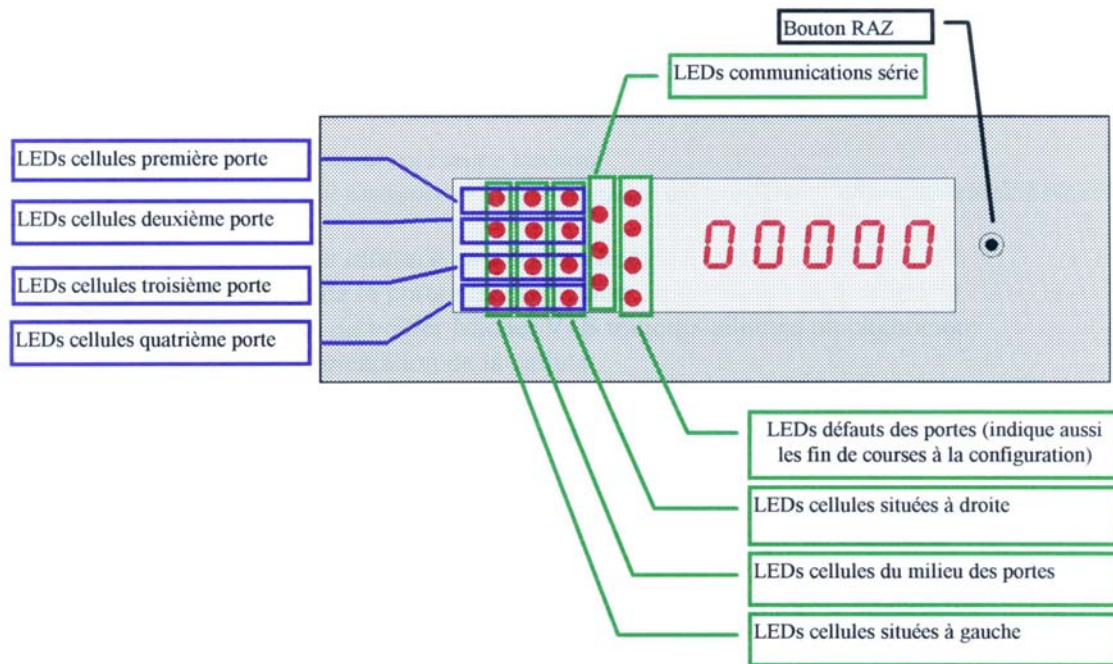 Bouton RAZ
LEDs communications série
LEDs cellules première porte
LEDs cellules deuxième porte
LEDs cellules troisième porte
LEDs cellules quatrième porte
00000
LEDs défauts des portes (indique aussi
les fin de courses à la configuration)
LEDs cellules situées à droite
LEDs cellules du milieu des portes
LEDs cellules situées à gauche